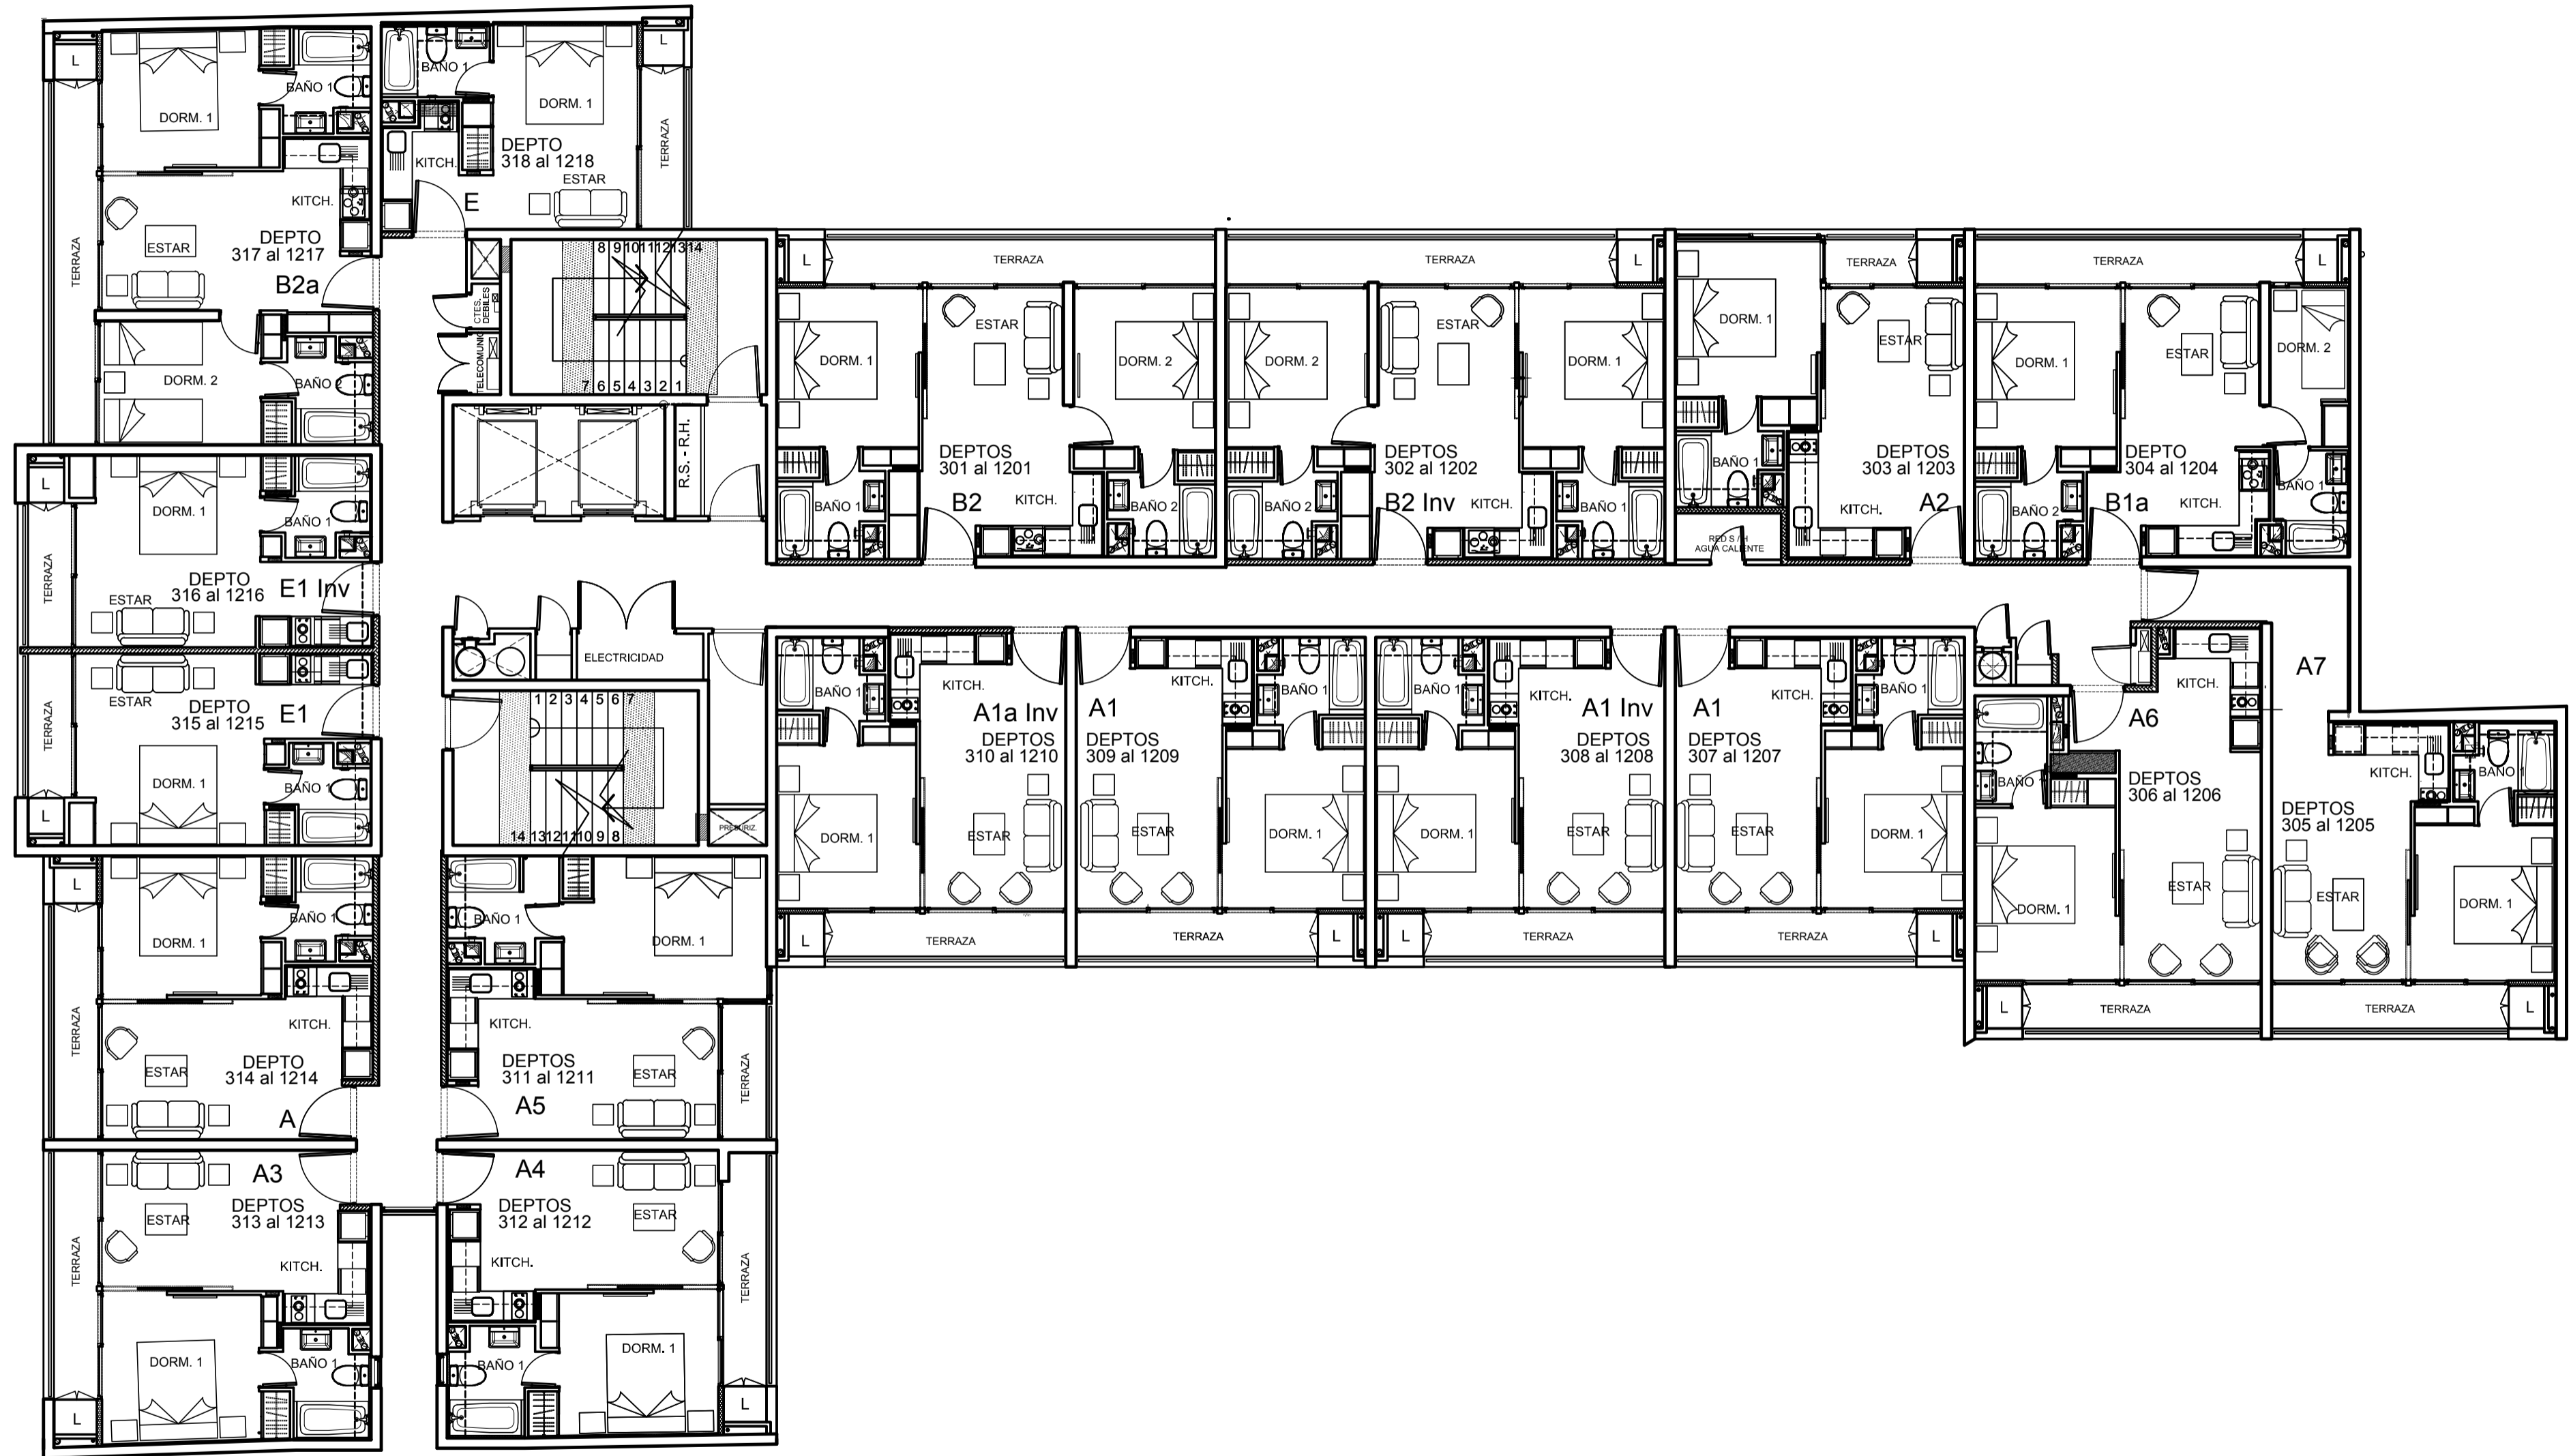 L
DORM. 1
BAÑO 1
TERRAZA
KITCH.
ESTAR
DEPTO
317 al 1217
B2a
DORM. 2
BAÑO 2
BAÑO 1
DORM. 1
L
TERRAZA
KITCH.
DEPTO
318 al 1218
ESTAR
E
CTES.
DEBILES
TELECOMUNIC
8 9 10 11 12 13 14
7 6 5 4 3 2 1
R.S. - R.H.
L
TERRAZA
DORM. 1
ESTAR
DORM. 2
DEPTOS
301 al 1201
B2
KITCH.
BAÑO 1
BAÑO 2
TERRAZA
L
DORM. 2
ESTAR
DORM. 1
DEPTOS
302 al 1202
B2 Inv
KITCH.
BAÑO 2
BAÑO 1
TERRAZA
DORM. 1
ESTAR
BAÑO 1
DEPTOS
303 al 1203
A2
KITCH.
RED S / H
AGUA CALIENTE
TERRAZA
L
DORM. 1
ESTAR
DORM. 2
DEPTO
304 al 1204
B1a
KITCH.
BAÑO 2
BAÑO 1
L
DORM. 1
BAÑO 1
TERRAZA
DEPTO
316 al 1216
E1 Inv
ESTAR
ESTAR
DEPTO
315 al 1215
E1
TERRAZA
DORM. 1
BAÑO 1
L
ELECTRICIDAD
1 2 3 4 5 6 7
14 13 12 11 10 9 8
PRESURIZ.
BAÑO 1
KITCH.
A1a Inv
DEPTOS
310 al 1210
DORM. 1
ESTAR
L
TERRAZA
KITCH.
BAÑO 1
A1
DEPTOS
309 al 1209
ESTAR
DORM. 1
TERRAZA
L
BAÑO 1
KITCH.
A1 Inv
DEPTOS
308 al 1208
DORM. 1
ESTAR
L
TERRAZA
KITCH.
BAÑO 1
A1
DEPTOS
307 al 1207
ESTAR
DORM. 1
TERRAZA
L
KITCH.
A6
BAÑO 1
DEPTOS
306 al 1206
ESTAR
DORM. 1
L
TERRAZA
A7
KITCH.
BAÑO 1
DEPTOS
305 al 1205
ESTAR
DORM. 1
TERRAZA
L
L
DORM. 1
BAÑO 1
TERRAZA
KITCH.
DEPTO
314 al 1214
ESTAR
A
BAÑO 1
DORM. 1
KITCH.
DEPTOS
311 al 1211
ESTAR
A5
TERRAZA
A3
DEPTOS
313 al 1213
ESTAR
TERRAZA
KITCH.
DORM. 1
BAÑO 1
L
A4
DEPTOS
312 al 1212
ESTAR
KITCH.
TERRAZA
DORM. 1
BAÑO 1
L